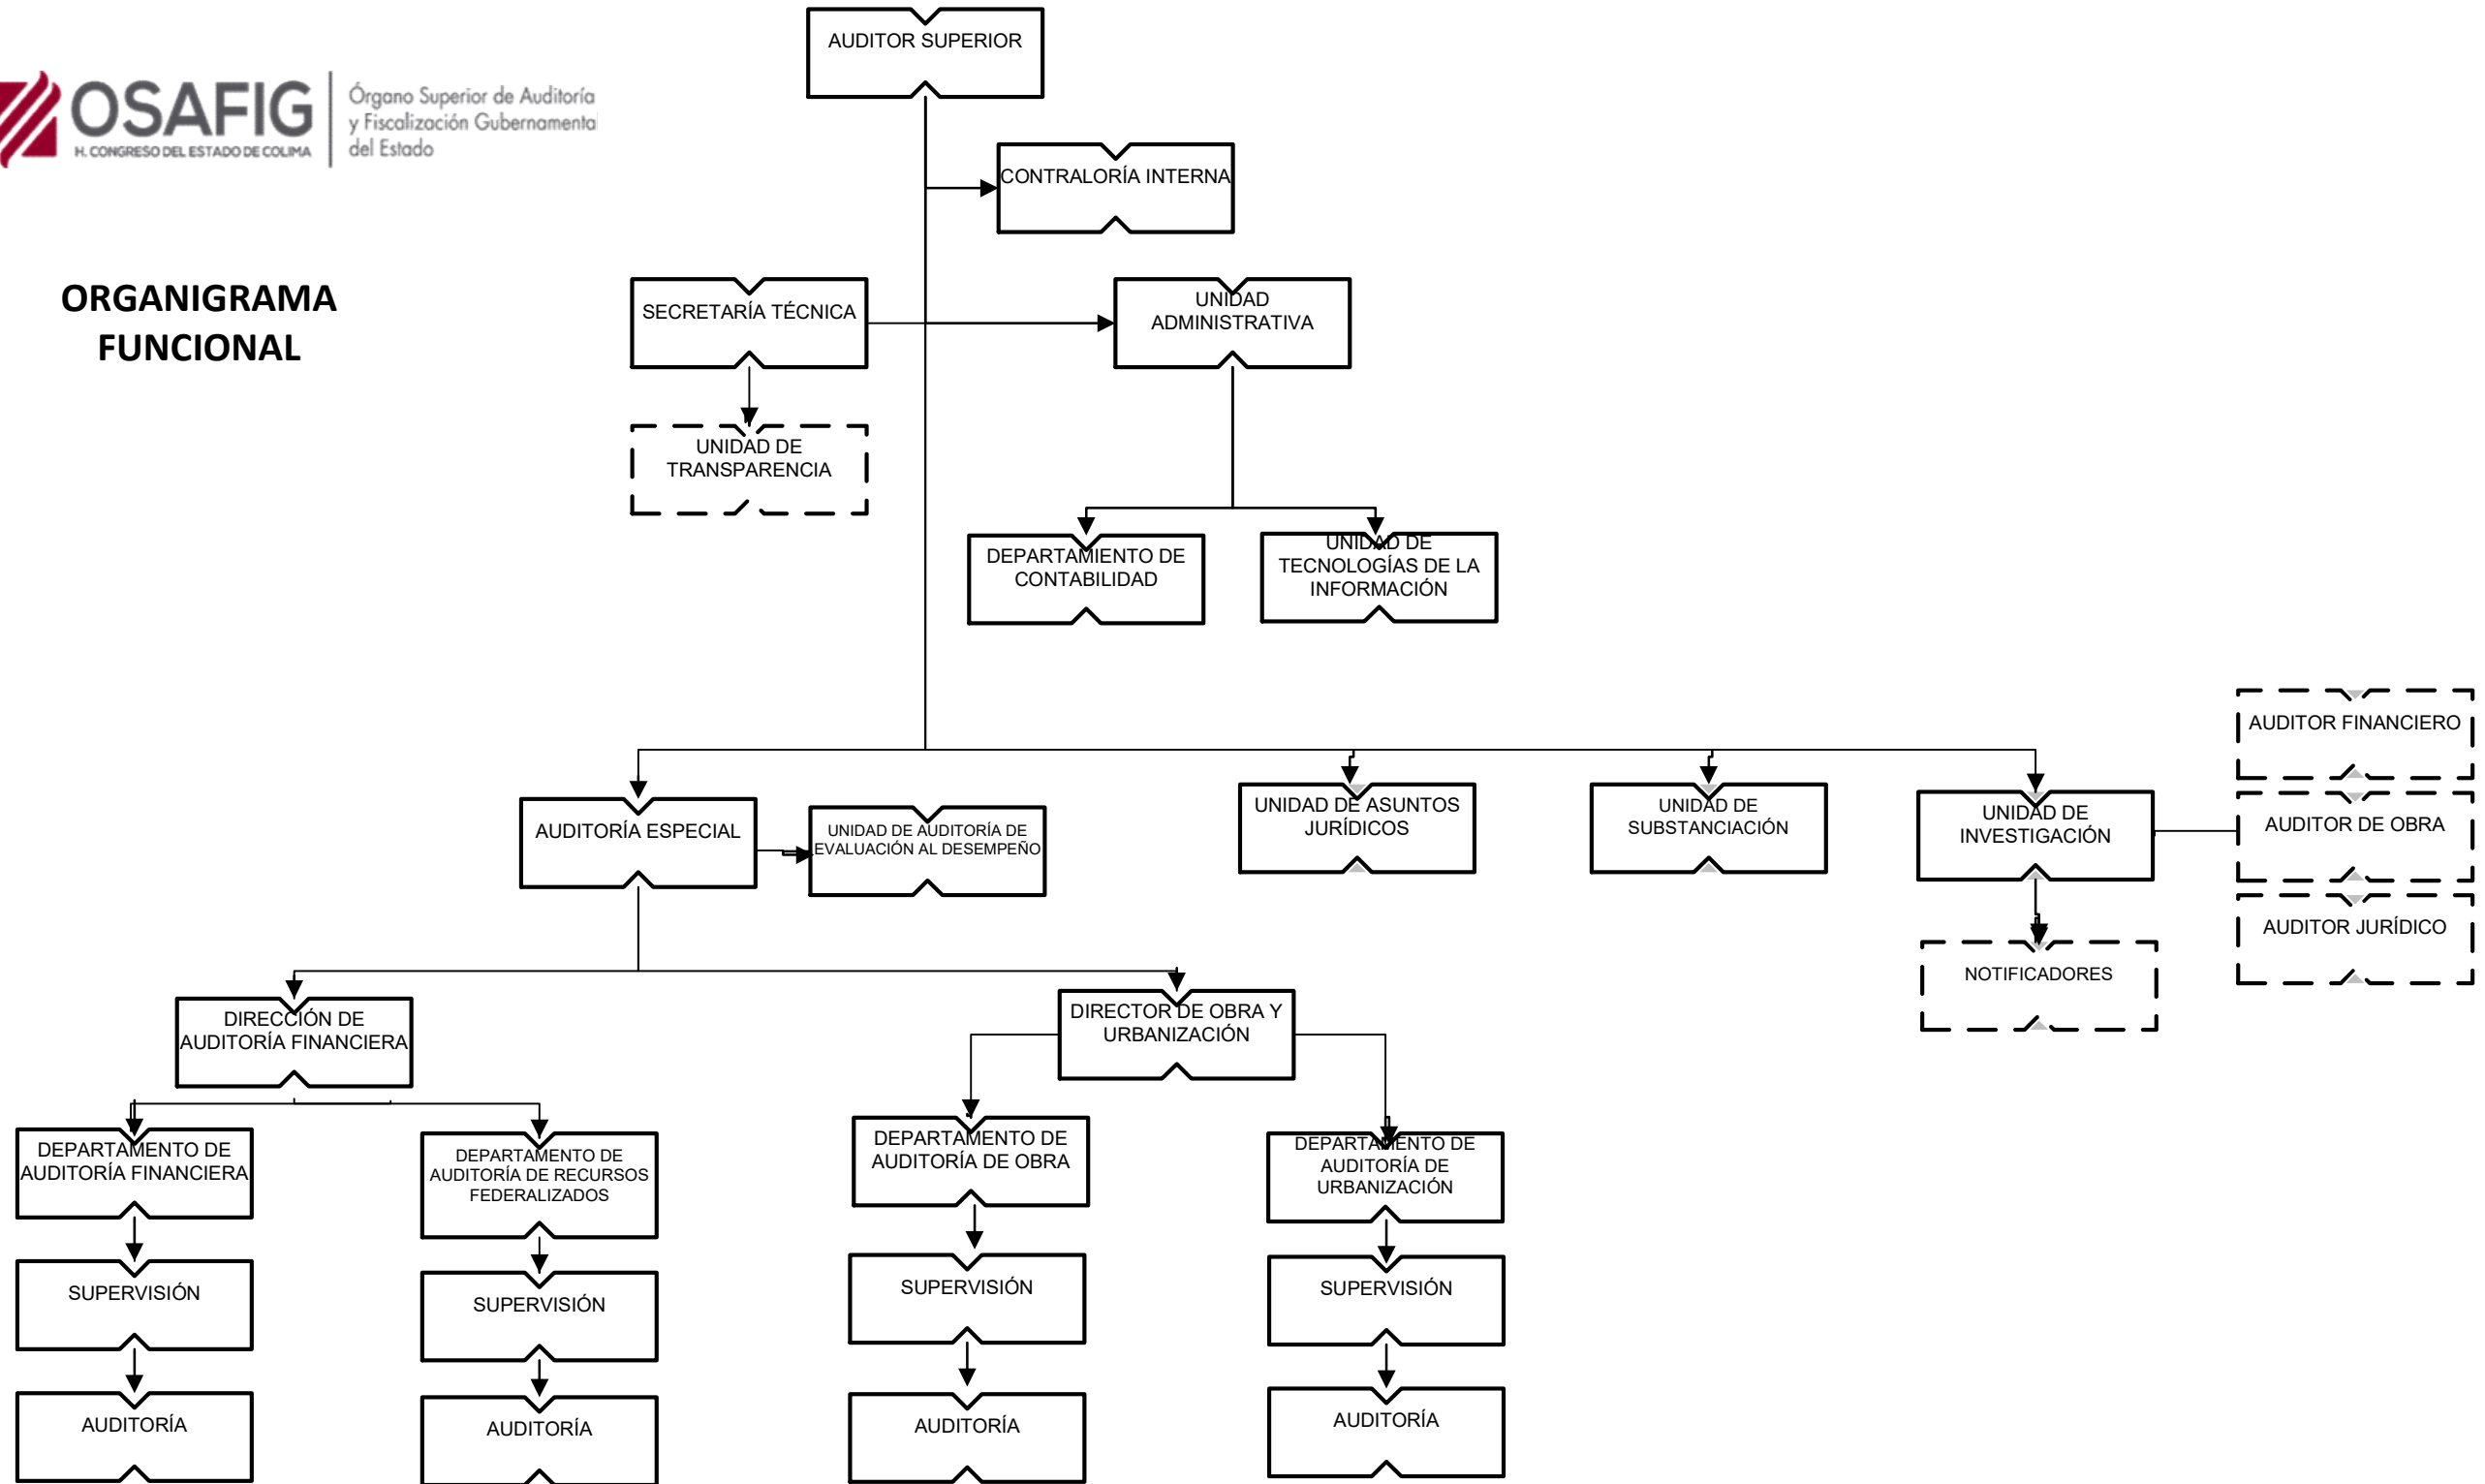 AUDITOR SUPERIOR
OSAFIG
H. CONGRESO DEL ESTADO DE COLIMA
Órgano Superior de Auditoría
y Fiscalización Gubernamental
del Estado
CONTRALORÍA INTERNA
ORGANIGRAMA
FUNCIONAL
SECRETARÍA TÉCNICA
UNIDAD
ADMINISTRATIVA
UNIDAD DE
TRANSPARENCIA
DEPARTAMIENTO DE
CONTABILIDAD
UNIDAD DE
TECNOLOGÍAS DE LA
INFORMACIÓN
AUDITOR FINANCIERO
AUDITOR DE OBRA
AUDITOR JURÍDICO
AUDITORÍA ESPECIAL
UNIDAD DE AUDITORÍA DE
EVALUACIÓN AL DESEMPEÑO
UNIDAD DE ASUNTOS
JURÍDICOS
UNIDAD DE
SUBSTANCIACIÓN
UNIDAD DE
INVESTIGACIÓN
NOTIFICADORES
DIRECCIÓN DE
AUDITORÍA FINANCIERA
DIRECTOR DE OBRA Y
URBANIZACIÓN
DEPARTAMENTO DE
AUDITORÍA FINANCIERA
DEPARTAMENTO DE
AUDITORÍA DE RECURSOS
FEDERALIZADOS
DEPARTAMENTO DE
AUDITORÍA DE OBRA
DEPARTAMENTO DE
AUDITORÍA DE
URBANIZACIÓN
SUPERVISIÓN
SUPERVISIÓN
SUPERVISIÓN
SUPERVISIÓN
AUDITORÍA
AUDITORÍA
AUDITORÍA
AUDITORÍA